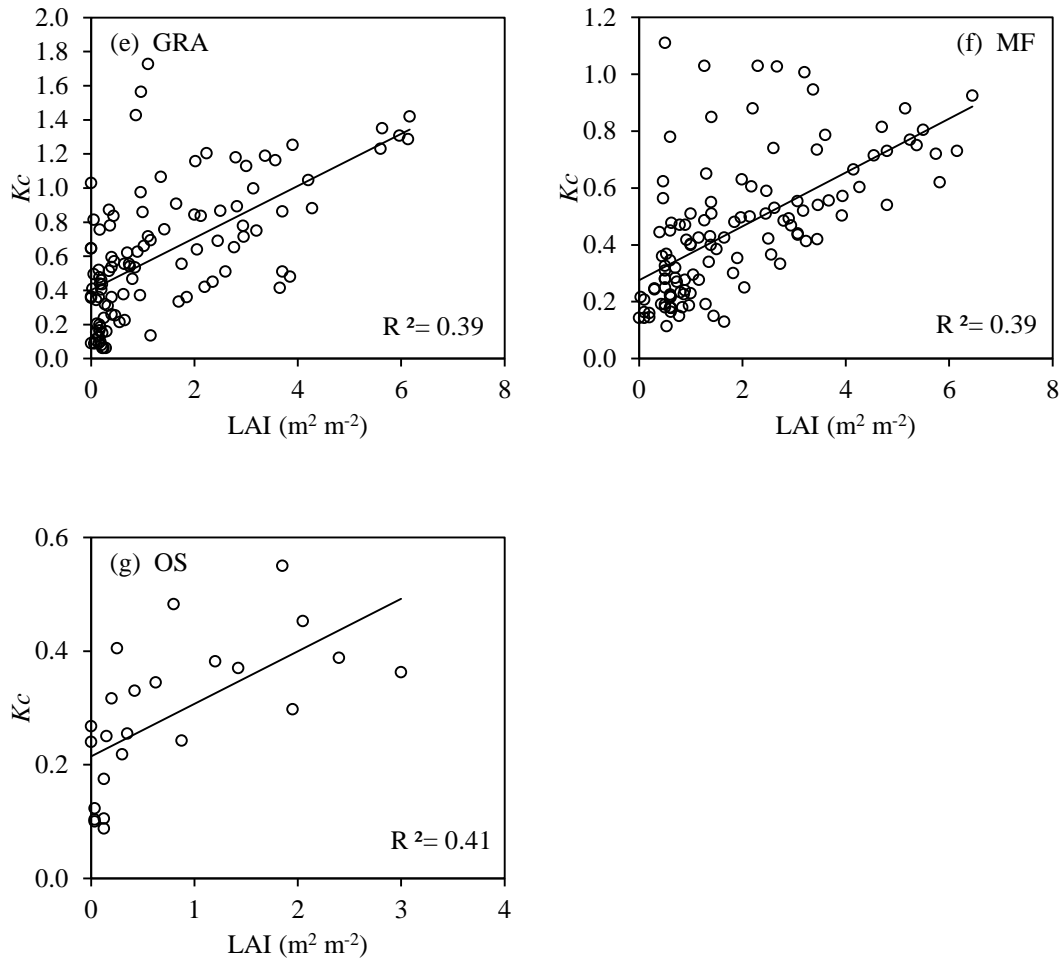 (e) GRA
2.0
1.8
1.6
1.4
1.2
1.0
0.8
0.6
0.4
0.2
0.0
Kc
R ²= 0.39
0 2 4 6 8
LAI (m² m⁻²)
(f) MF
1.2
1.0
0.8
0.6
0.4
0.2
0.0
Kc
R ²= 0.39
0 2 4 6 8
LAI (m² m⁻²)
(g) OS
0.6
0.4
0.2
0.0
Kc
R ²= 0.41
0 1 2 3 4
LAI (m² m⁻²)